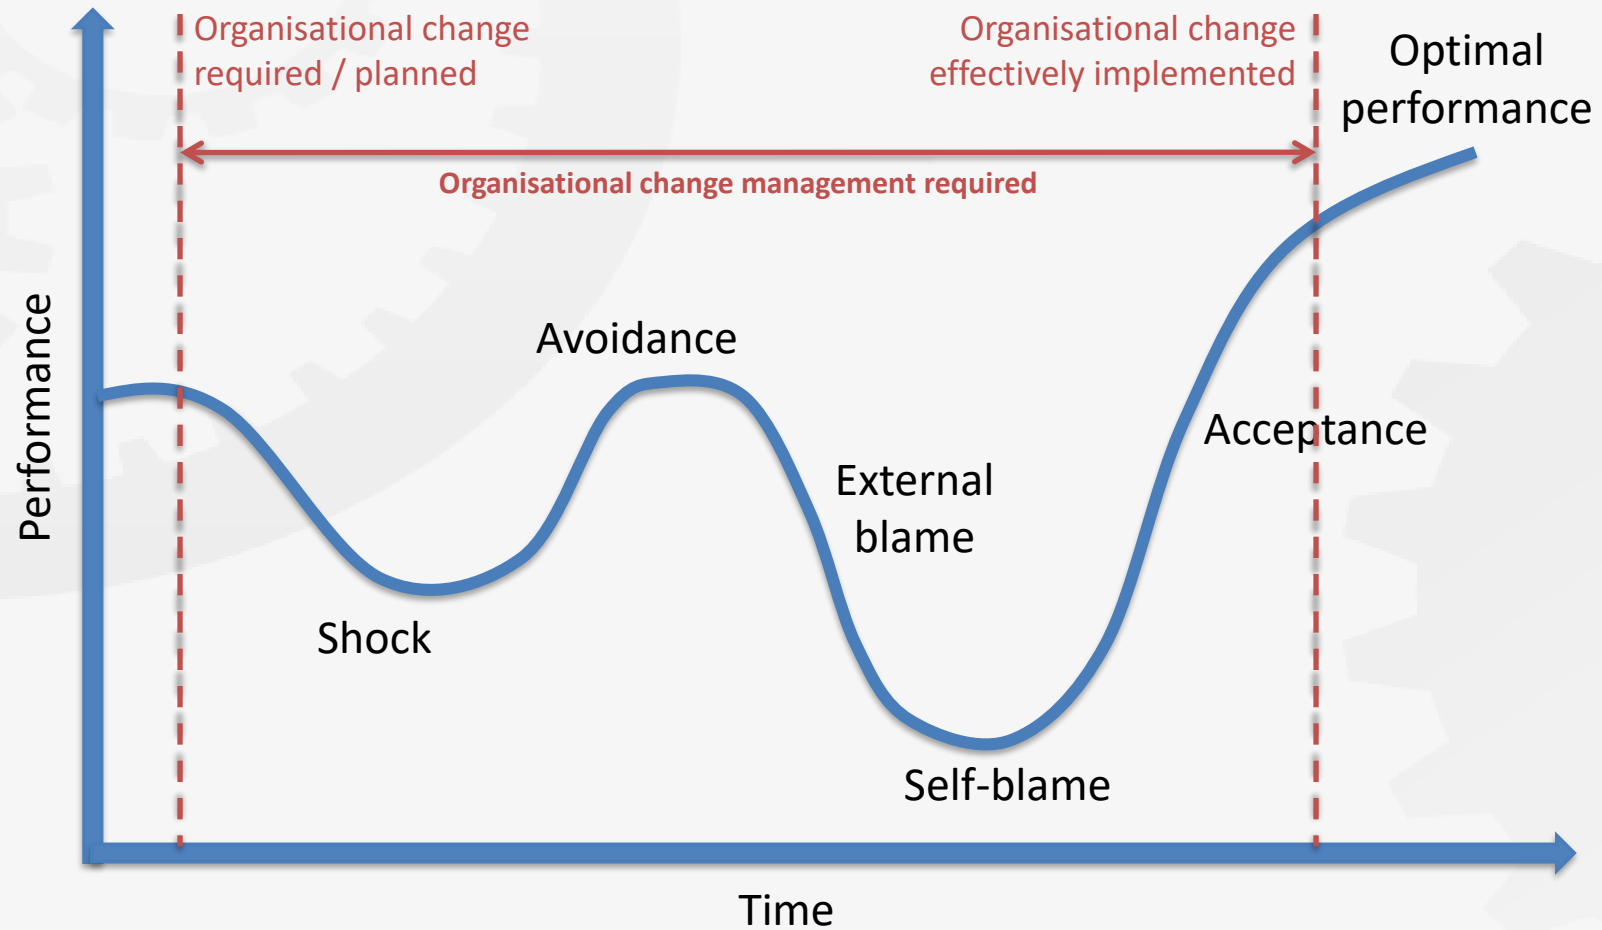 Organisational change
required / planned
Organisational change
effectively implemented
Optimal
performance
Organisational change management required
Performance
Avoidance
Acceptance
External
blame
Shock
Self-blame
Time